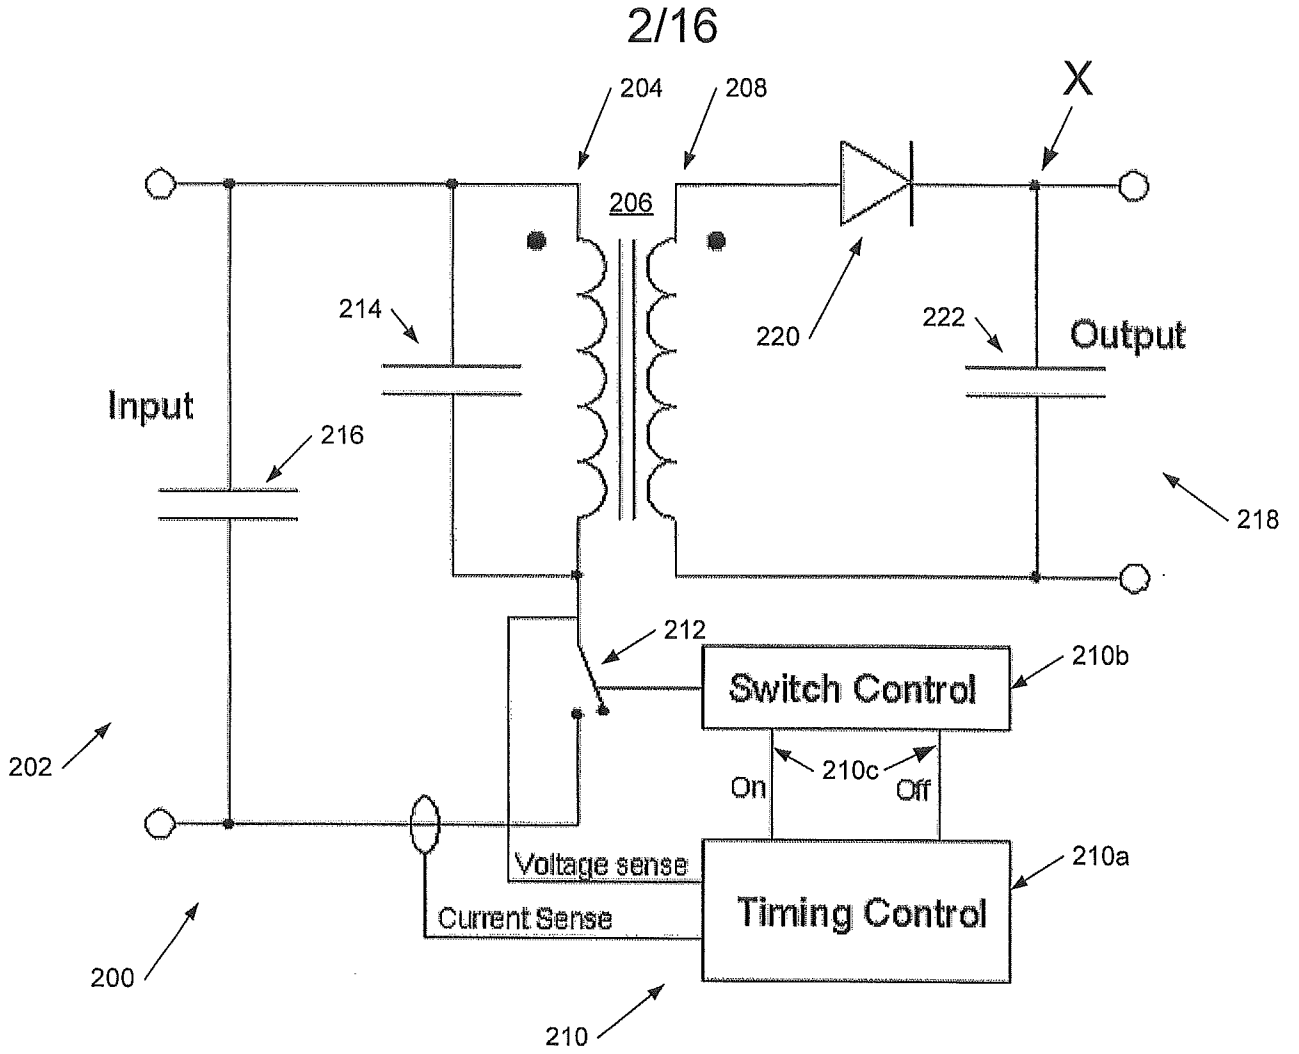 2/16
X
204
208
206
214
220
222
Output
Input
216
218
212
210b
Switch Control
202
210c
On
Off
210a
Voltage sense
Timing Control
Current Sense
200
210